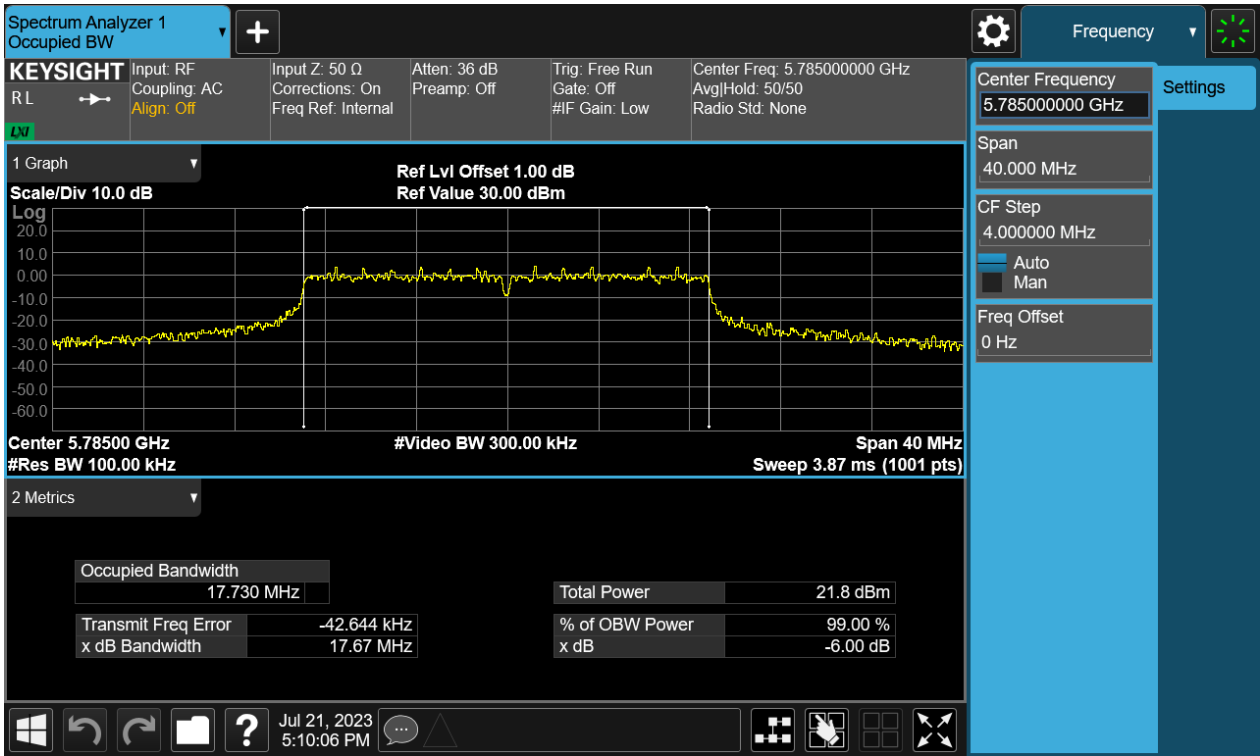 Spectrum Analyzer 1
Occupied BW
+
Frequency
KEYSIGHT
RL
LXI
Input: RF
Coupling: AC
Align: Off
Input Z: 50 Ω
Corrections: On
Freq Ref: Internal
Atten: 36 dB
Preamp: Off
Trig: Free Run
Gate: Off
#IF Gain: Low
Center Freq: 5.785000000 GHz
Avg|Hold: 50/50
Radio Std: None
Center Frequency
5.785000000 GHz
Settings
Span
40.000 MHz
CF Step
4.000000 MHz
Auto
Man
Freq Offset
0 Hz
1 Graph
Ref Lvl Offset 1.00 dB
Scale/Div 10.0 dB
Ref Value 30.00 dBm
Log
20.0
10.0
0.00
-10.0
-20.0
-30.0
-40.0
-50.0
-60.0
Center 5.78500 GHz
#Video BW 300.00 kHz
Span 40 MHz
#Res BW 100.00 kHz
Sweep 3.87 ms (1001 pts)
2 Metrics
Occupied Bandwidth
17.730 MHz
Total Power 21.8 dBm
Transmit Freq Error -42.644 kHz
% of OBW Power 99.00 %
x dB Bandwidth 17.67 MHz
x dB -6.00 dB
?
Jul 21, 2023
5:10:06 PM